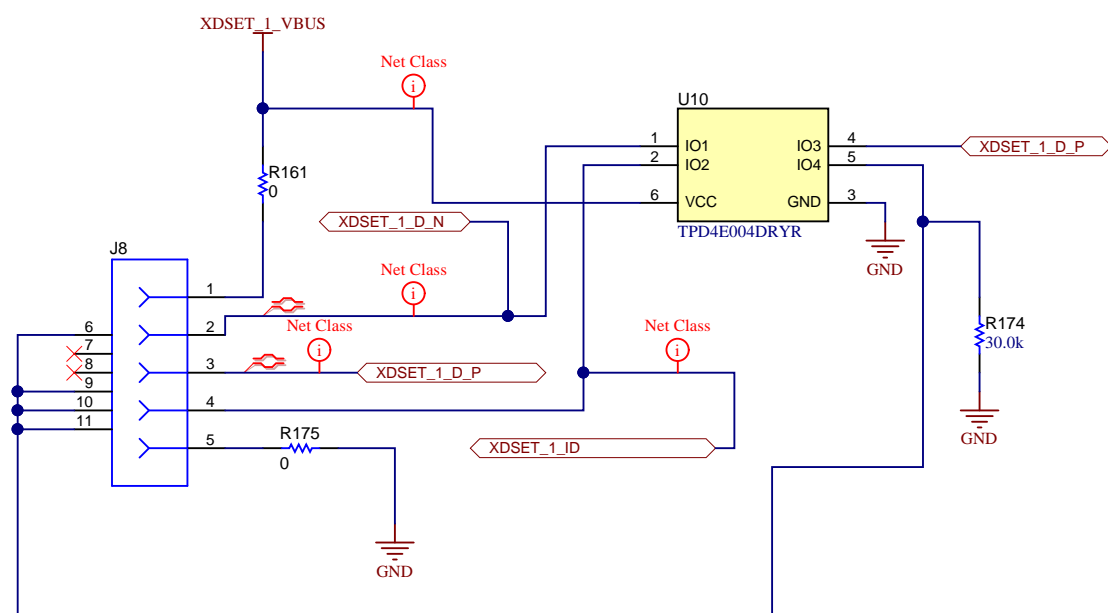 XDSET_1_VBUS
Net Class
i
U10
1
IO1
IO3
4
XDSET_1_D_P
2
IO2
IO4
5
R161
0
6
VCC
GND
3
TPD4E004DRYR
XDSET_1_D_N
GND
J8
Net Class
i
1
6
2
Net Class
i
Net Class
i
R174
30.0k
7
8
3
XDSET_1_D_P
9
10
4
11
R175
0
5
XDSET_1_ID
GND
GND